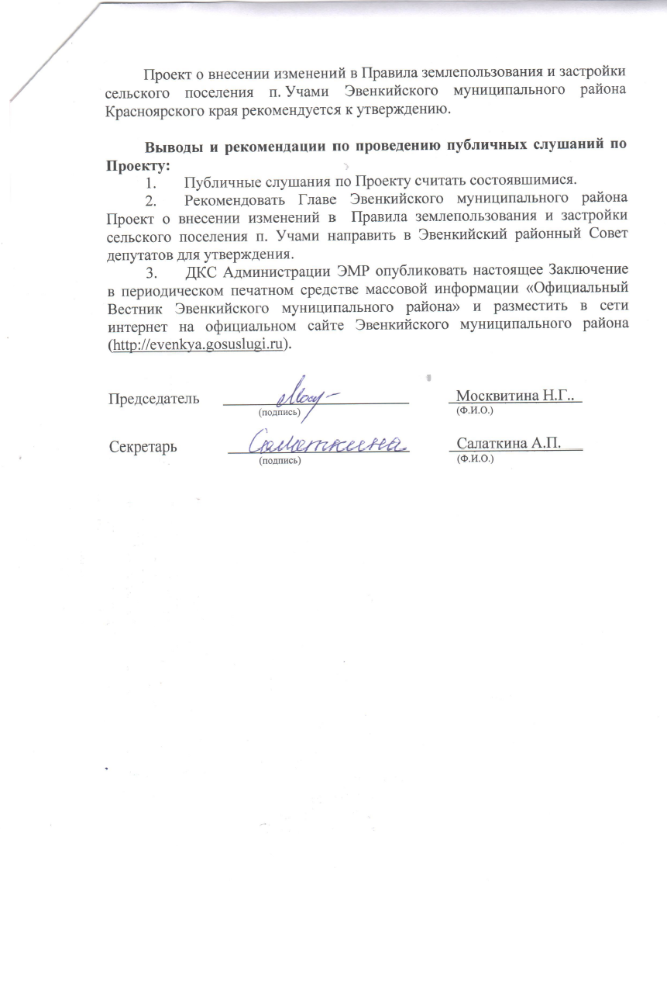 Проект о внесении изменений в Правила землепользования и застройки
сельского поселения п. Учами Эвенкийского муниципального района
Красноярского края рекомендуется к утверждению.
Выводы и рекомендации по проведению публичных слушаний по
Проекту:
1. Публичные слушания по Проекту считать состоявшимися.
2. Рекомендовать Главе Эвенкийского муниципального района
Проект о внесении изменений в Правила землепользования и застройки
сельского поселения п. Учами направить в Эвенкийский районный Совет
депутатов для утверждения.
3. ДКС Администрации ЭМР опубликовать настоящее Заключение
в периодическом печатном средстве массовой информации «Официальный
Вестник Эвенкийского муниципального района» и разместить в сети
интернет на официальном сайте Эвенкийского муниципального района
(http://evenkya.gosuslugi.ru).
Председатель Москвитина Н.Г..
(подпись) (Ф.И.О.)
Секретарь Салаткина Салаткина А.П.
(подпись) (Ф.И.О.)